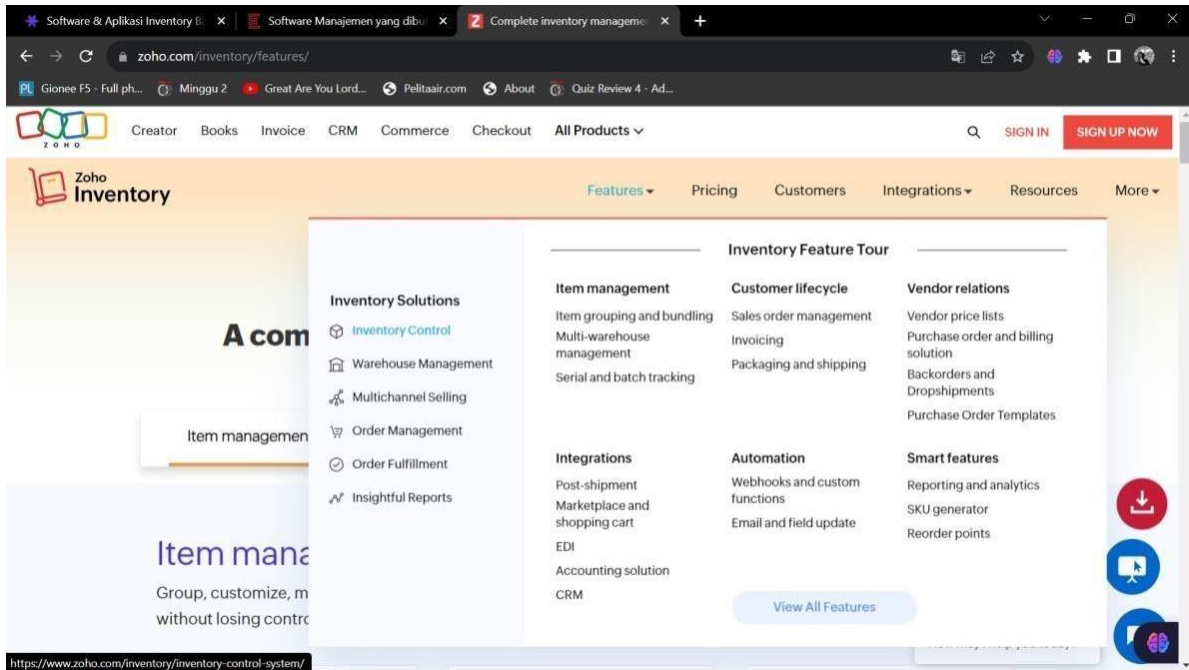 Software & Aplikasi Inventory B
Software Manajemen yang dibu
Complete inventory manageme
zoho.com/inventory/features/
Gionee F5 - Full ph...
Minggu 2
Great Are You Lord...
Pelitaair.com
About
Quiz Review 4 - Ad...
ZOHO
Creator
Books
Invoice
CRM
Commerce
Checkout
All Products
SIGN IN
SIGN UP NOW
Zoho
Inventory
Features
Pricing
Customers
Integrations
Resources
More
A com
Item managemen
Item mana
Group, customize, m
without losing contro
Inventory Solutions
Inventory Control
Warehouse Management
Multichannel Selling
Order Management
Order Fulfillment
Insightful Reports
Inventory Feature Tour
Item management
Item grouping and bundling
Multi-warehouse
management
Serial and batch tracking
Customer lifecycle
Sales order management
Invoicing
Packaging and shipping
Vendor relations
Vendor price lists
Purchase order and billing
solution
Backorders and
Dropshipments
Purchase Order Templates
Integrations
Post-shipment
Marketplace and
shopping cart
EDI
Accounting solution
CRM
Automation
Webhooks and custom
functions
Email and field update
Smart features
Reporting and analytics
SKU generator
Reorder points
View All Features
https://www.zoho.com/inventory/inventory-control-system/